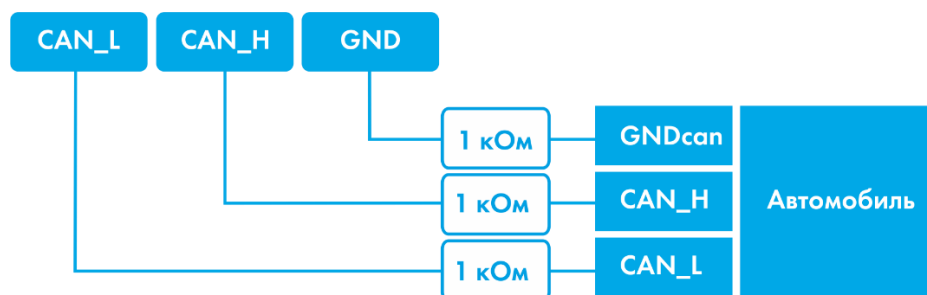 CAN_L CAN_H GND
1 кОм GNDcan
1 кОм CAN_H Автомобиль
1 кОм CAN_L